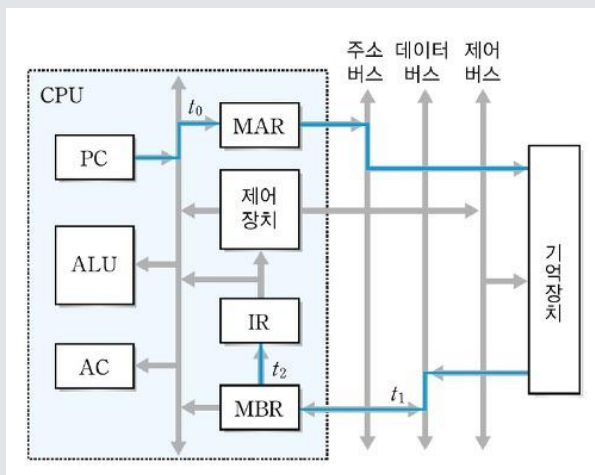 주소 데이터 제어
버스 버스 버스
CPU
t₀
MAR
PC
제어
장치
ALU
기억장치
IR
AC
t₂
MBR
t₁